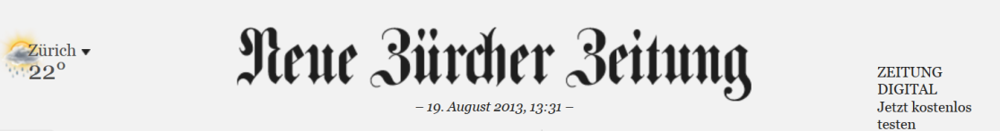 Zürich
22°
Neue Zürcher Zeitung
– 19. August 2013, 13:31 –
ZEITUNG
DIGITAL
Jetzt kostenlos
testen